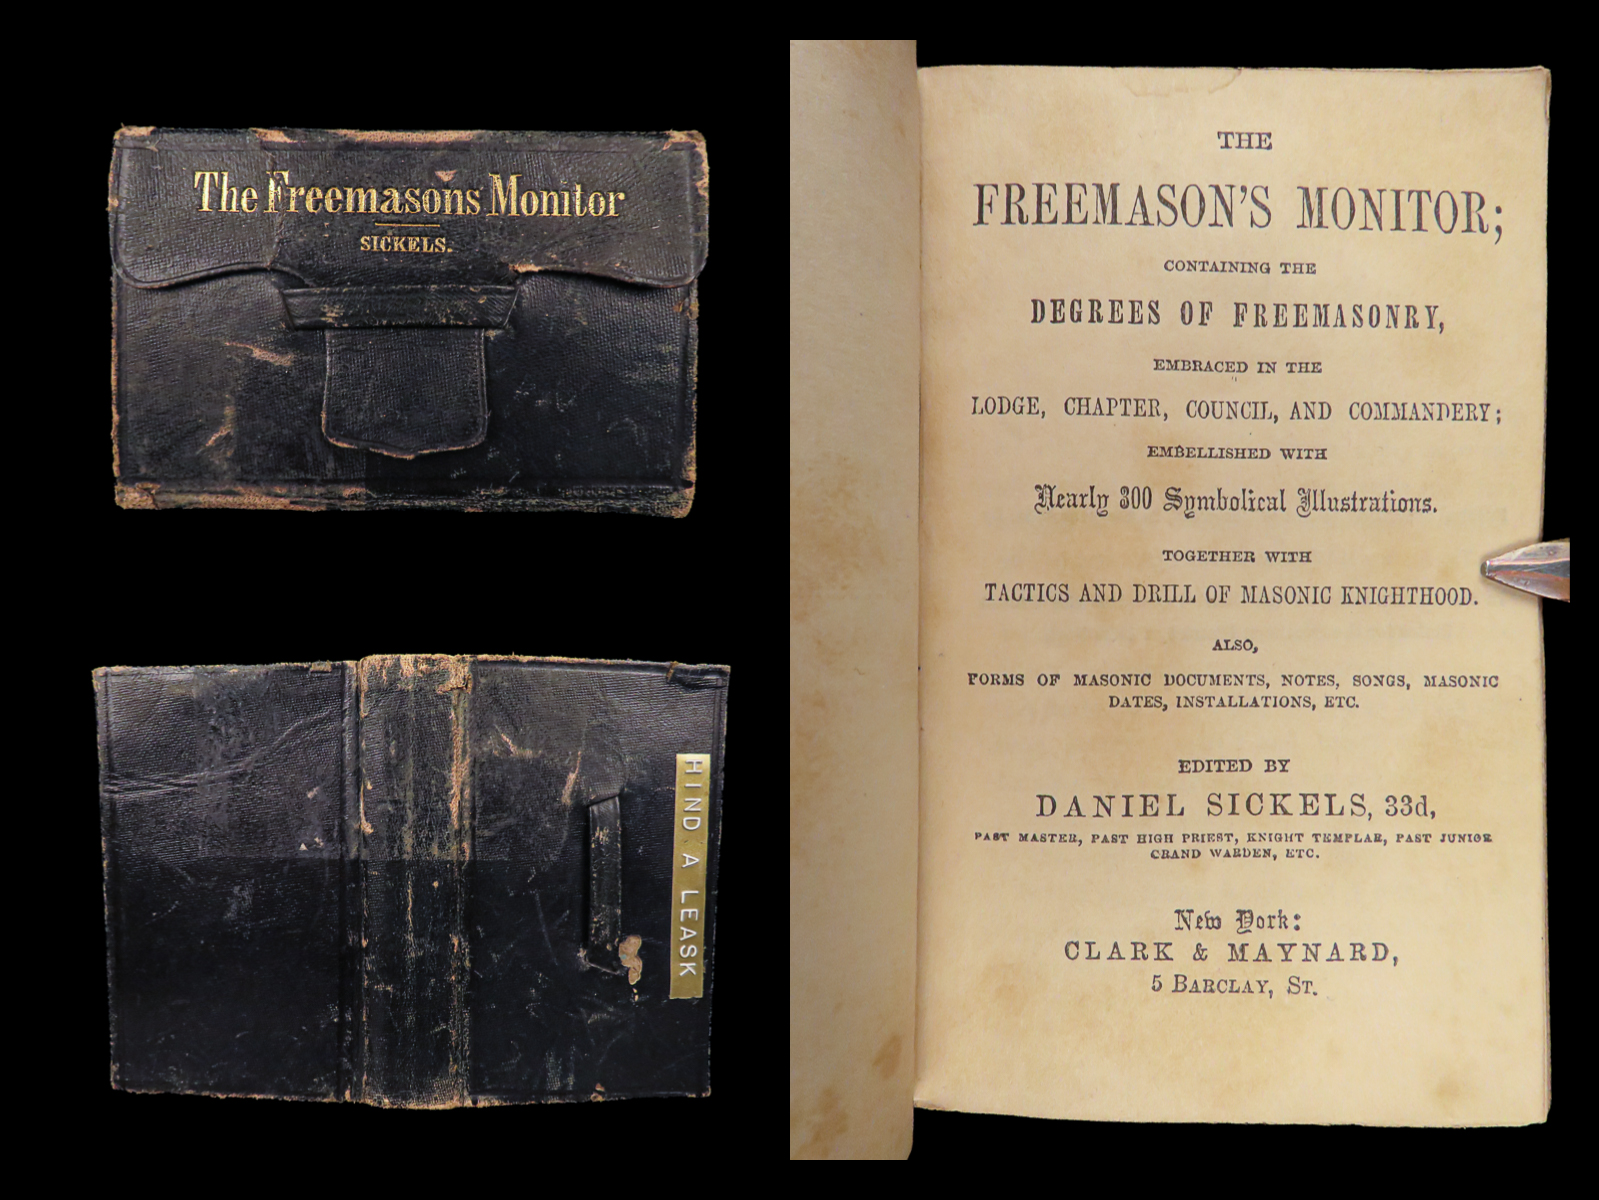 The Freemasons Monitor
SICKELS.
HIND A LEASK
THE
FREEMASON'S MONITOR;
CONTAINING THE
DEGREES OF FREEMASONRY,
EMBRACED IN THE
LODGE, CHAPTER, COUNCIL, AND COMMANDERY;
EMBELLISHED WITH
Nearly 300 Symbolical Illustrations.
TOGETHER WITH
TACTICS AND DRILL OF MASONIC KNIGHTHOOD.
ALSO,
FORMS OF MASONIC DOCUMENTS, NOTES, SONGS, MASONIC
DATES, INSTALLATIONS, ETC.
EDITED BY
DANIEL SICKELS, 33d,
PAST MASTER, PAST HIGH PRIEST, KNIGHT TEMPLAR, PAST JUNIOR
GRAND WARDEN, ETC.
New York:
CLARK & MAYNARD,
5 BARCLAY, ST.